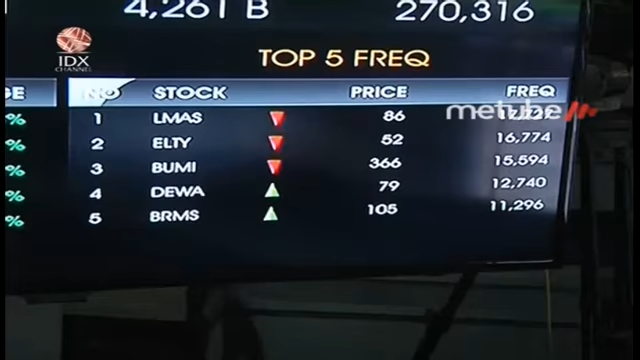 4,261 B 270,316
IDX
CHANNEL
TOP 5 FREQ
GE NO STOCK PRICE FREQ
% 1 LMAS 86
metube
% 2 ELTY 52 16,774
% 3 BUMI 366 15,594
% 4 DEWA 79 12,740
% 5 BRMS 105 11,296